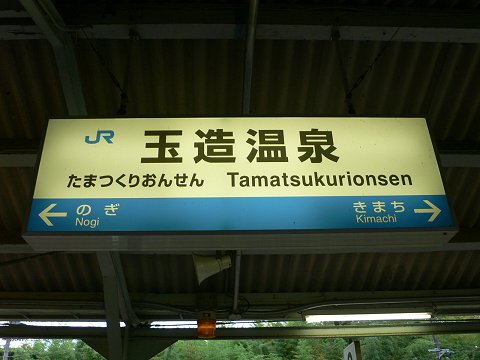 JR 玉造温泉
たまつくりおんせん Tamatsukurionsen
← のぎ きまち →
Nogi Kimachi